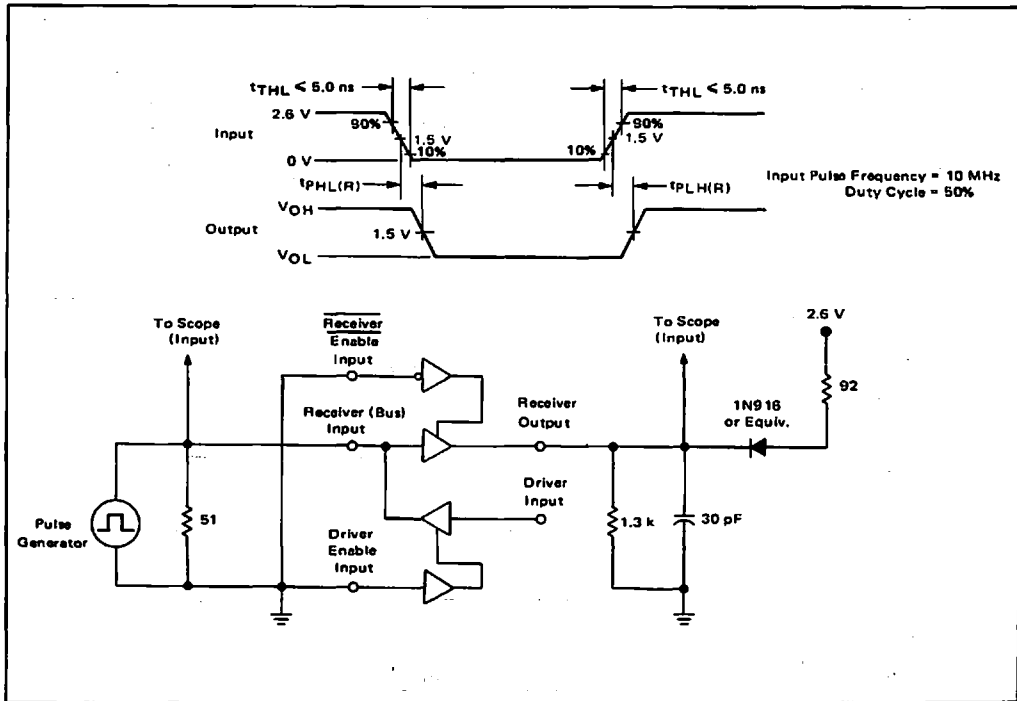 tTHL ≤ 5.0 ns
tTHL ≤ 5.0 ns
2.6 V
90%
90%
Input
1.5 V
1.5 V
10%
10%
0 V
tPHL(R)
tPLH(R)
Input Pulse Frequency = 10 MHz
Duty Cycle = 50%
VOH
Output
1.5 V
VOL
To Scope
(Input)
Receiver
Enable
Input
To Scope
(Input)
2.6 V
92
Receiver (Bus)
Input
Receiver
Output
1N916
or Equiv.
Driver
Input
51
Pulse
Generator
Driver
Enable
Input
1.3 k
30 pF